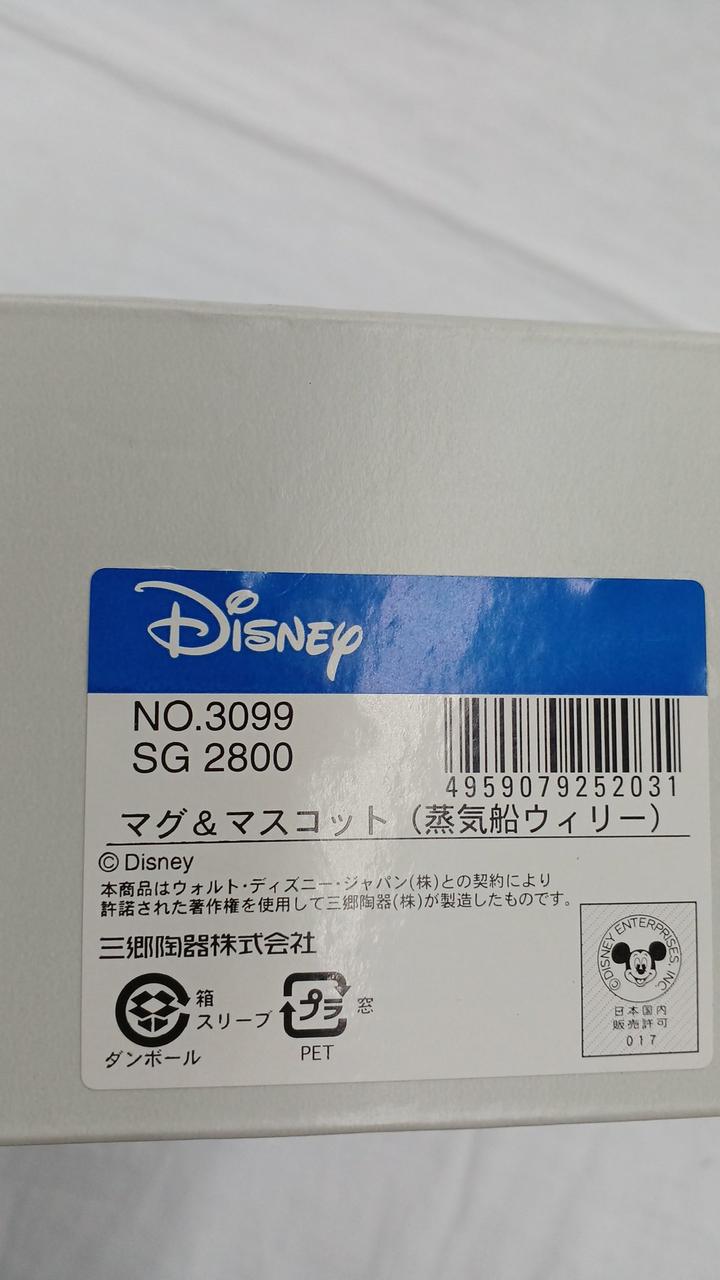 Disney
NO.3099
SG 2800
4959079252031
マグ&マスコット（蒸気船ウィリー）
© Disney
本商品はウォルト・ディズニー・ジャパン(株)との契約により
許諾された著作権を使用して三郷陶器(株)が製造したものです。
三郷陶器株式会社
箱
スリーブ
ダンボール
プラ
窓
PET
©DISNEY ENTERPRISES, INC.
日本国内
販売許可
017